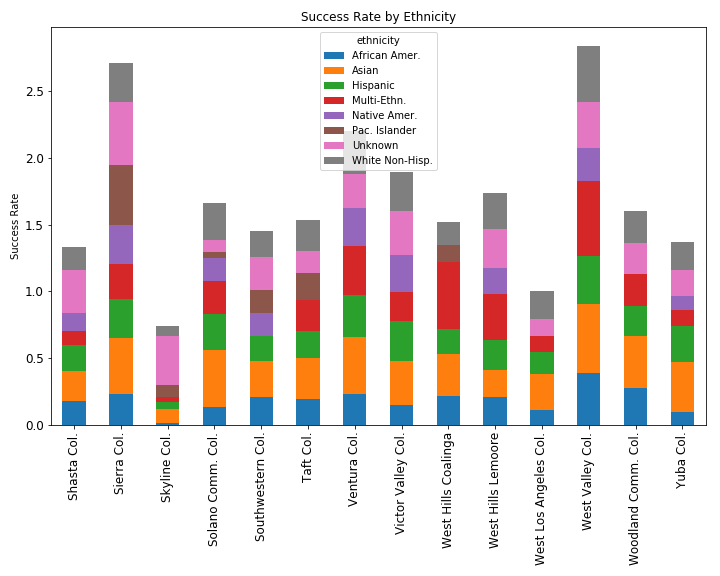 Success Rate by Ethnicity
ethnicity
African Amer.
Asian
Hispanic
Multi-Ethn.
Native Amer.
Pac. Islander
Unknown
White Non-Hisp.
Success Rate
2.5
2.0
1.5
1.0
0.5
0.0
Shasta Col.
Sierra Col.
Skyline Col.
Solano Comm. Col.
Southwestern Col.
Taft Col.
Ventura Col.
Victor Valley Col.
West Hills Coalinga
West Hills Lemoore
West Los Angeles Col.
West Valley Col.
Woodland Comm. Col.
Yuba Col.